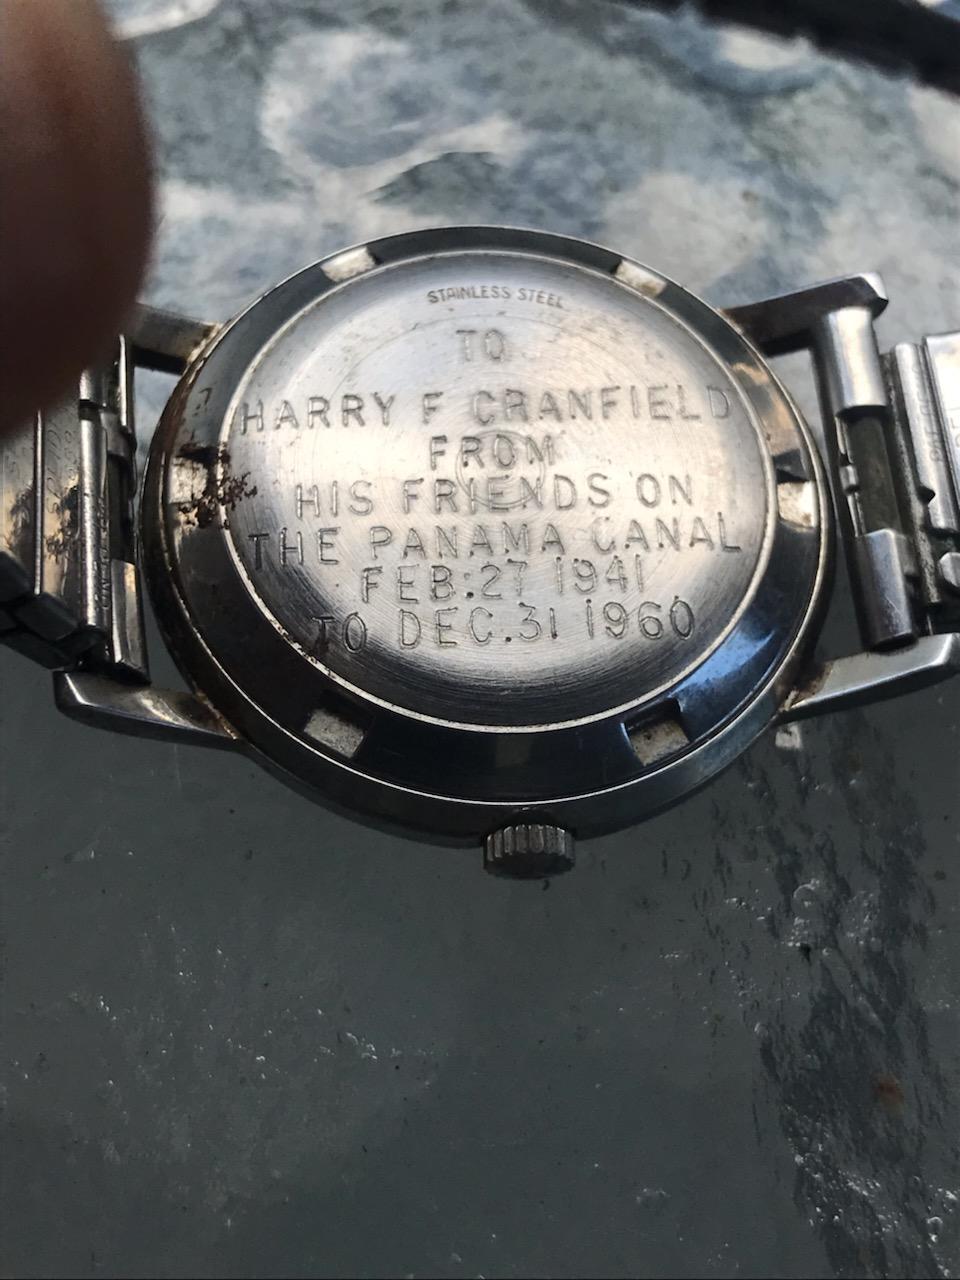 STAINLESS STEEL
TO
HARRY F CRANFIELD
FROM
HIS FRIENDS ON
THE PANAMA CANAL
FEB. 27 1941
TO DEC. 31 1960